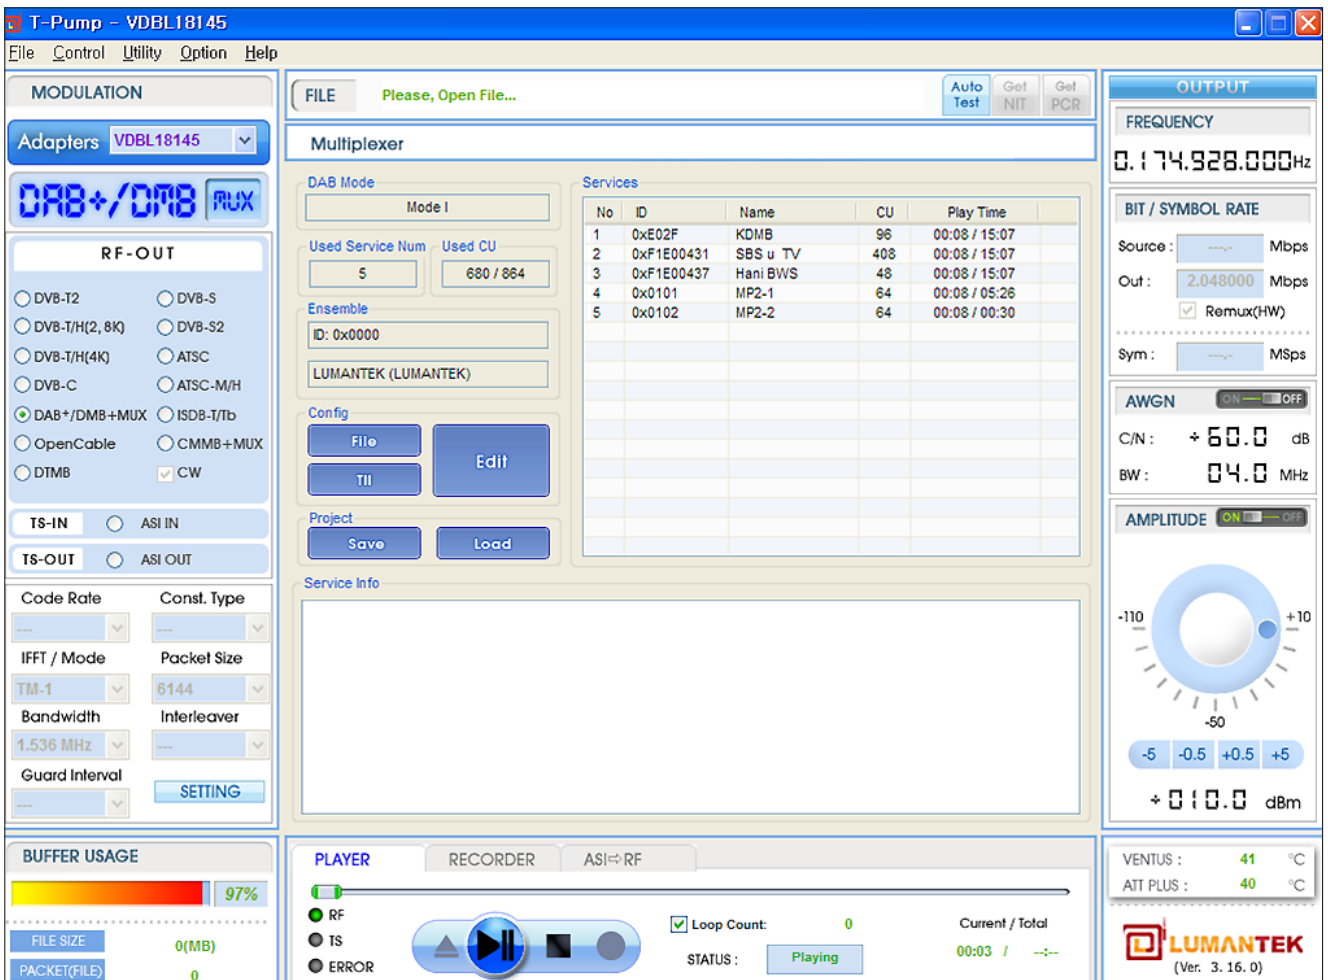 T-Pump - VDBL18145
File Control Utility Option Help
MODULATION
Adapters VDBL18145
DAB+/DMB MUX
RF-OUT
DVB-T2 DVB-S
DVB-T/H(2, 8K) DVB-S2
DVB-T/H(4K) ATSC
DVB-C ATSC-M/H
DAB+/DMB+MUX ISDB-T/Tb
OpenCable CMMB+MUX
DTMB CW
TS-IN ASI IN
TS-OUT ASI OUT
Code Rate Const. Type
--- ---
IFFT / Mode Packet Size
TM-1 6144
Bandwidth Interleaver
1.536 MHz ---
Guard Interval
--- SETTING
BUFFER USAGE
97%
FILE SIZE 0(MB)
PACKET(FILE) 0
FILE Please, Open File... Auto Test Get NIT Get PCR
Multiplexer
DAB Mode
Mode I
Used Service Num Used CU
5 680 / 864
Ensemble
ID: 0x0000
LUMANTEK (LUMANTEK)
Config
File
TII
Edit
Project
Save Load
Services
No ID Name CU Play Time
1 0xE02F KDMB 96 00:08 / 15:07
2 0xF1E00431 SBS u TV 408 00:08 / 15:07
3 0xF1E00437 Hani BWS 48 00:08 / 15:07
4 0x0101 MP2-1 64 00:08 / 05:26
5 0x0102 MP2-2 64 00:08 / 00:30
Service Info
PLAYER RECORDER ASI⇨RF
RF
TS
ERROR
Loop Count: 0
STATUS : Playing
Current / Total
00:03 / --:--
OUTPUT
FREQUENCY
0.174.928.000Hz
BIT / SYMBOL RATE
Source : ---.- Mbps
Out : 2.048000 Mbps
Remux(HW)
Sym : ---.- MSps
AWGN ON OFF
C/N : +60.0 dB
BW : 04.0 MHz
AMPLITUDE ON OFF
-110 +10
-50
-5 -0.5 +0.5 +5
+010.0 dBm
VENTUS : 41 °C
ATT PLUS : 40 °C
LUMANTEK
(Ver. 3. 16. 0)